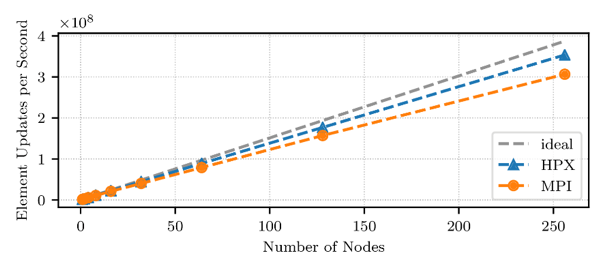 ×10⁸
Element Updates per Second
4
3
2
1
0
0 50 100 150 200 250
Number of Nodes
ideal
HPX
MPI